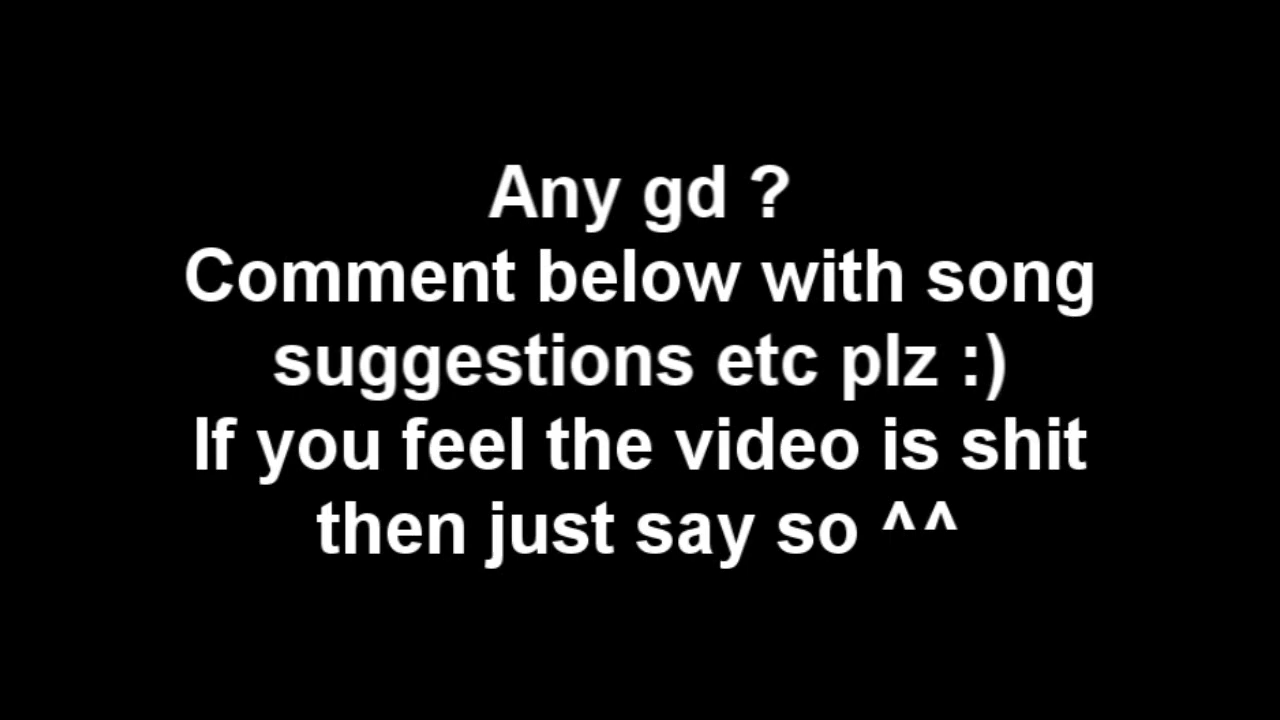 Any gd ?
Comment below with song
suggestions etc plz :)
If you feel the video is shit
then just say so ^^